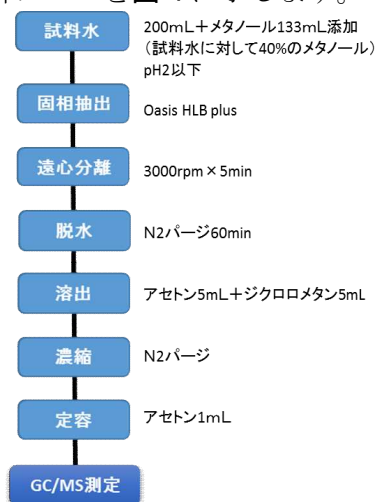 試料水
200mL＋メタノール133mL添加
（試料水に対して40%のメタノール）
pH2以下
固相抽出
Oasis HLB plus
遠心分離
3000rpm×5min
脱水
N2パージ60min
溶出
アセトン5mL＋ジクロロメタン5mL
濃縮
N2パージ
定容
アセトン1mL
GC/MS測定